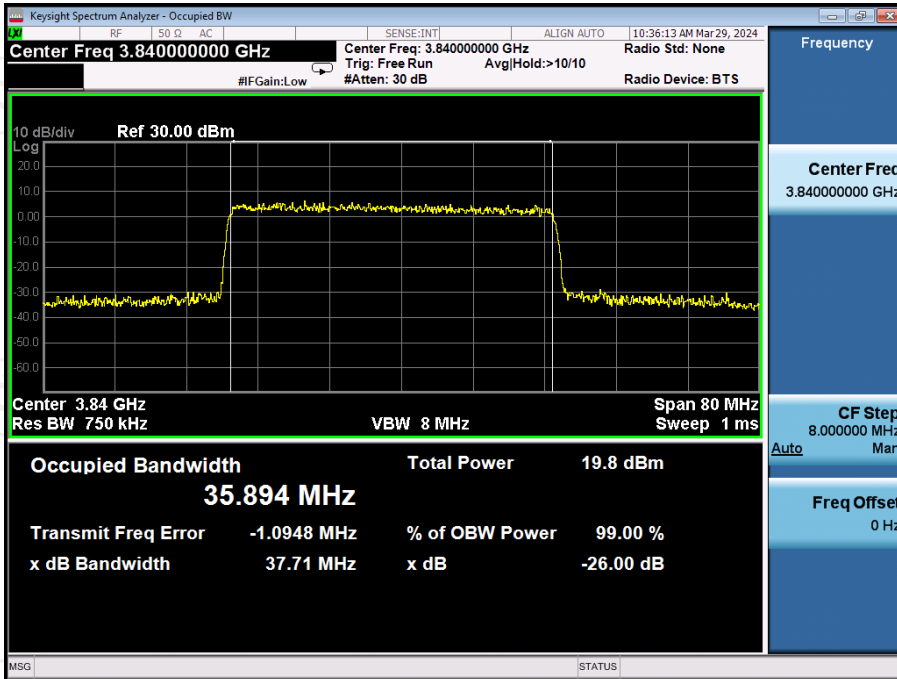 Keysight Spectrum Analyzer - Occupied BW
LXI RF 50 Ω AC SENSE:INT ALIGN AUTO 10:36:13 AM Mar 29, 2024
Center Freq 3.840000000 GHz
Center Freq: 3.840000000 GHz Radio Std: None
Trig: Free Run Avg|Hold:>10/10
#IFGain:Low #Atten: 30 dB Radio Device: BTS
10 dB/div Ref 30.00 dBm
Log
20.0
10.0
0.00
-10.0
-20.0
-30.0
-40.0
-50.0
-60.0
Center 3.84 GHz Span 80 MHz
Res BW 750 kHz VBW 8 MHz Sweep 1 ms
Occupied Bandwidth Total Power 19.8 dBm
35.894 MHz
Transmit Freq Error -1.0948 MHz % of OBW Power 99.00 %
x dB Bandwidth 37.71 MHz x dB -26.00 dB
MSG STATUS
Frequency
Center Freq
3.840000000 GHz
CF Step
8.000000 MHz
Auto Man
Freq Offset
0 Hz